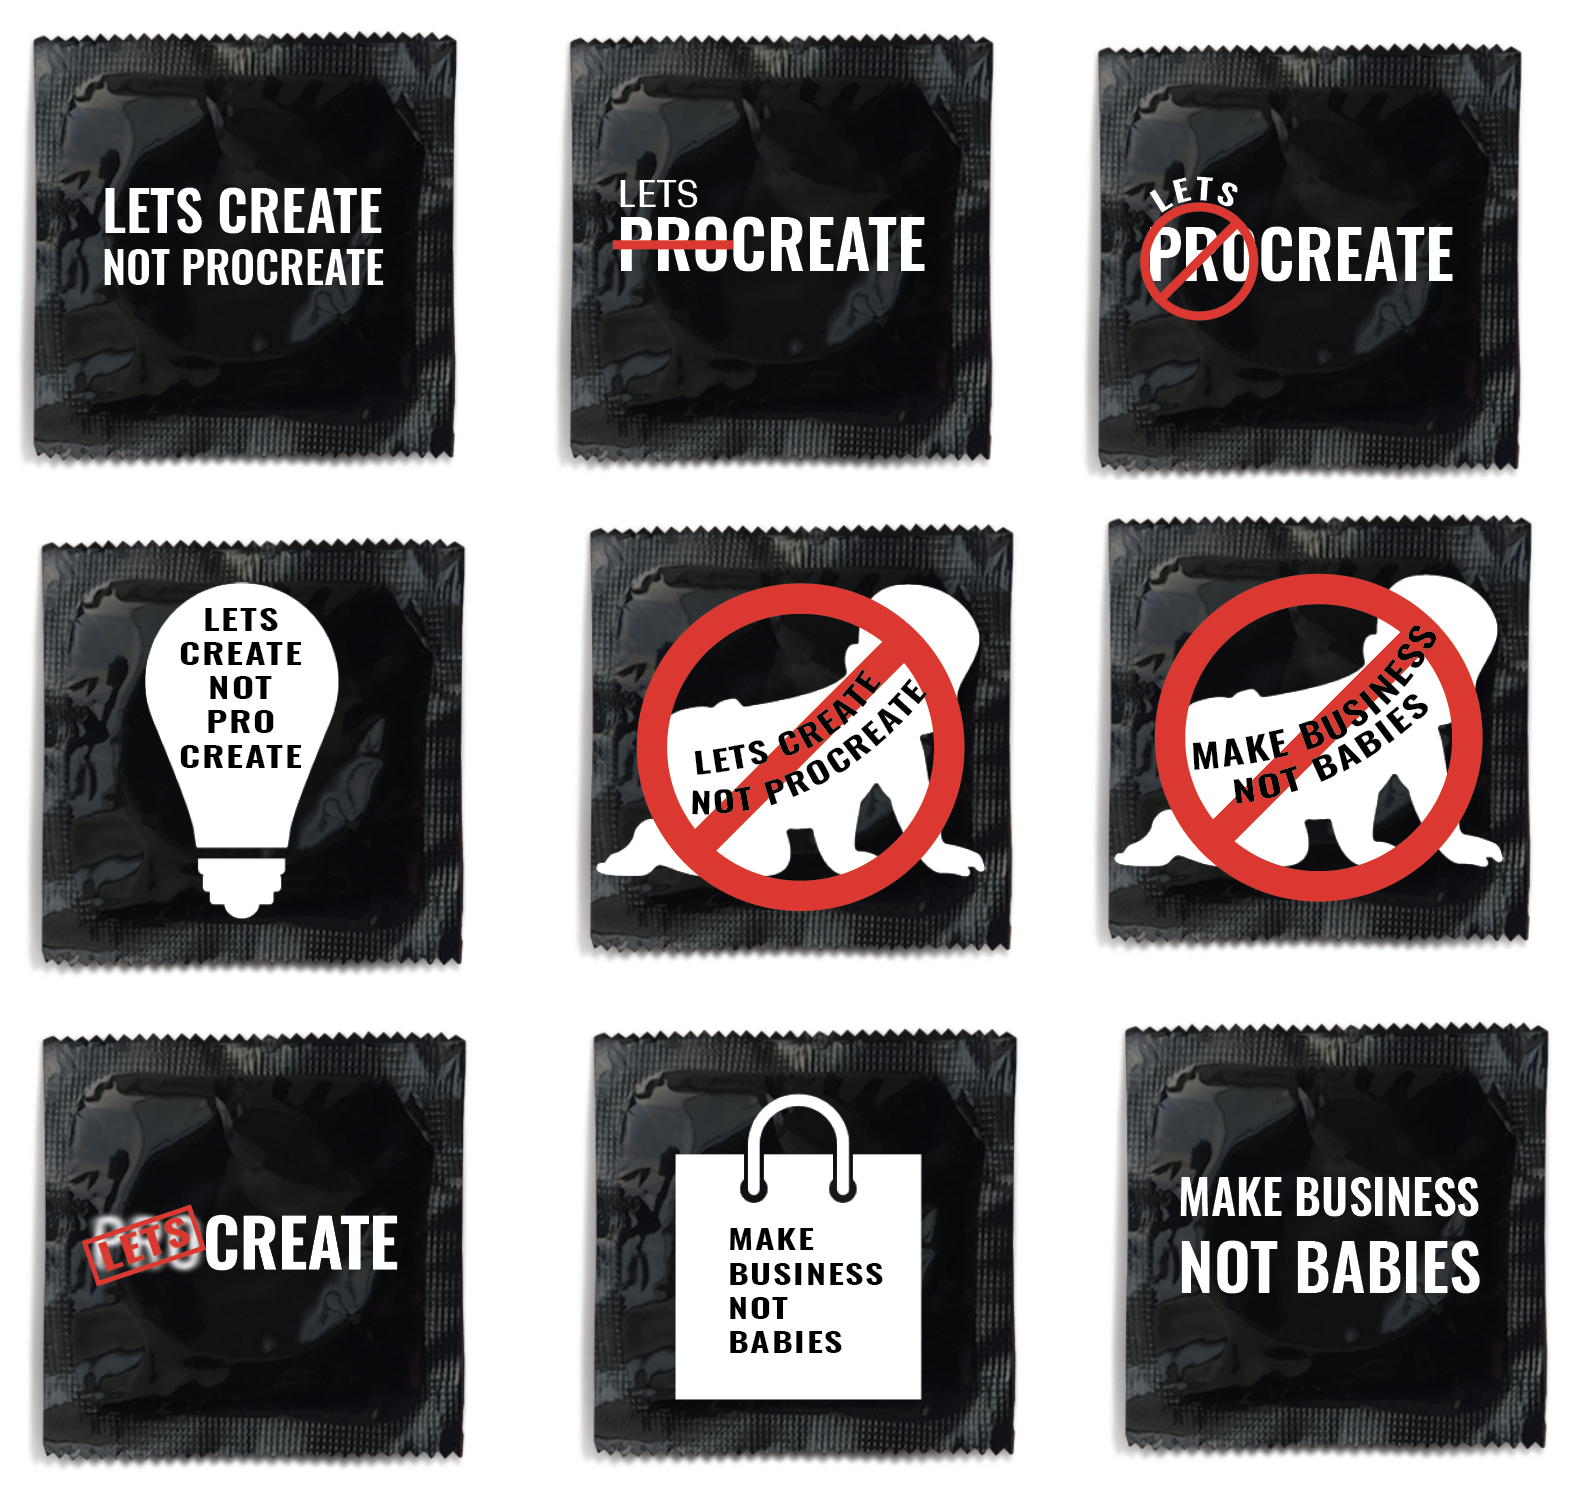 LETS CREATE
NOT PROCREATE
LETS
PROCREATE
LETS
PROCREATE
LETS
CREATE
NOT
PRO
CREATE
LETS CREATE
NOT PROCREATE
MAKE BUSINESS
NOT BABIES
LETS
PROCREATE
MAKE
BUSINESS
NOT
BABIES
MAKE BUSINESS
NOT BABIES